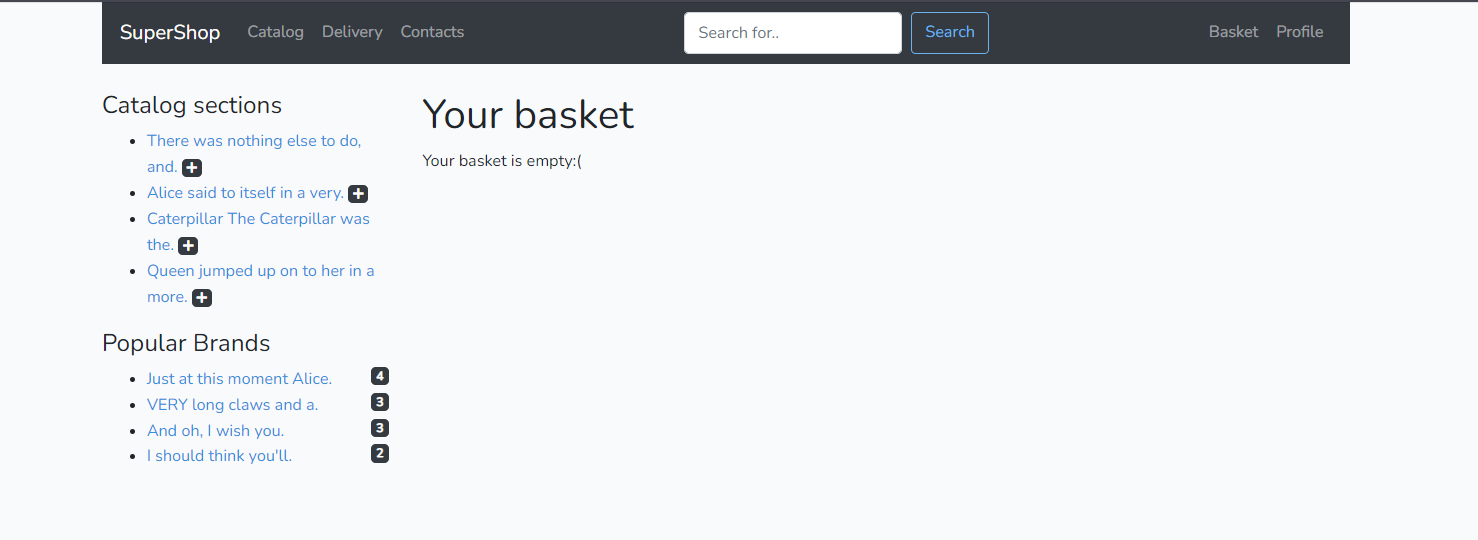 SuperShop Catalog Delivery Contacts Search for.. Search Basket Profile
Catalog sections
There was nothing else to do,
and.
Alice said to itself in a very.
Caterpillar The Caterpillar was
the.
Queen jumped up on to her in a
more.
Popular Brands
Just at this moment Alice. 4
VERY long claws and a. 3
And oh, I wish you. 3
I should think you'll. 2
Your basket
Your basket is empty:(